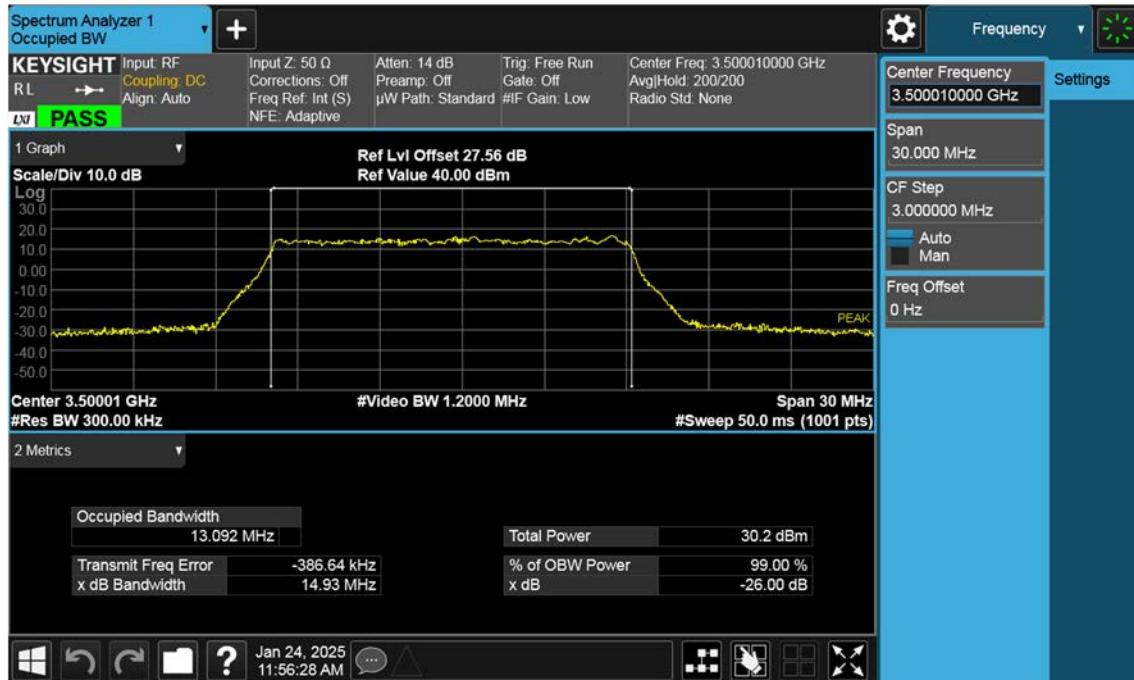 Spectrum Analyzer 1
Occupied BW
+
Frequency
KEYSIGHT
R L
LXI
PASS
Input: RF
Coupling: DC
Align: Auto
Input Z: 50 Ω
Corrections: Off
Freq Ref: Int (S)
NFE: Adaptive
Atten: 14 dB
Preamp: Off
µW Path: Standard
Trig: Free Run
Gate: Off
#IF Gain: Low
Center Freq: 3.500010000 GHz
Avg|Hold: 200/200
Radio Std: None
Center Frequency
3.500010000 GHz
Settings
Span
30.000 MHz
CF Step
3.000000 MHz
Auto
Man
Freq Offset
0 Hz
1 Graph
Scale/Div 10.0 dB
Ref Lvl Offset 27.56 dB
Ref Value 40.00 dBm
Log
30.0
20.0
10.0
0.00
-10.0
-20.0
-30.0
-40.0
-50.0
PEAK
Center 3.50001 GHz
#Video BW 1.2000 MHz
Span 30 MHz
#Res BW 300.00 kHz
#Sweep 50.0 ms (1001 pts)
2 Metrics
Occupied Bandwidth
13.092 MHz
Total Power 30.2 dBm
Transmit Freq Error -386.64 kHz
% of OBW Power 99.00 %
x dB Bandwidth 14.93 MHz
x dB -26.00 dB
?
Jan 24, 2025
11:56:28 AM